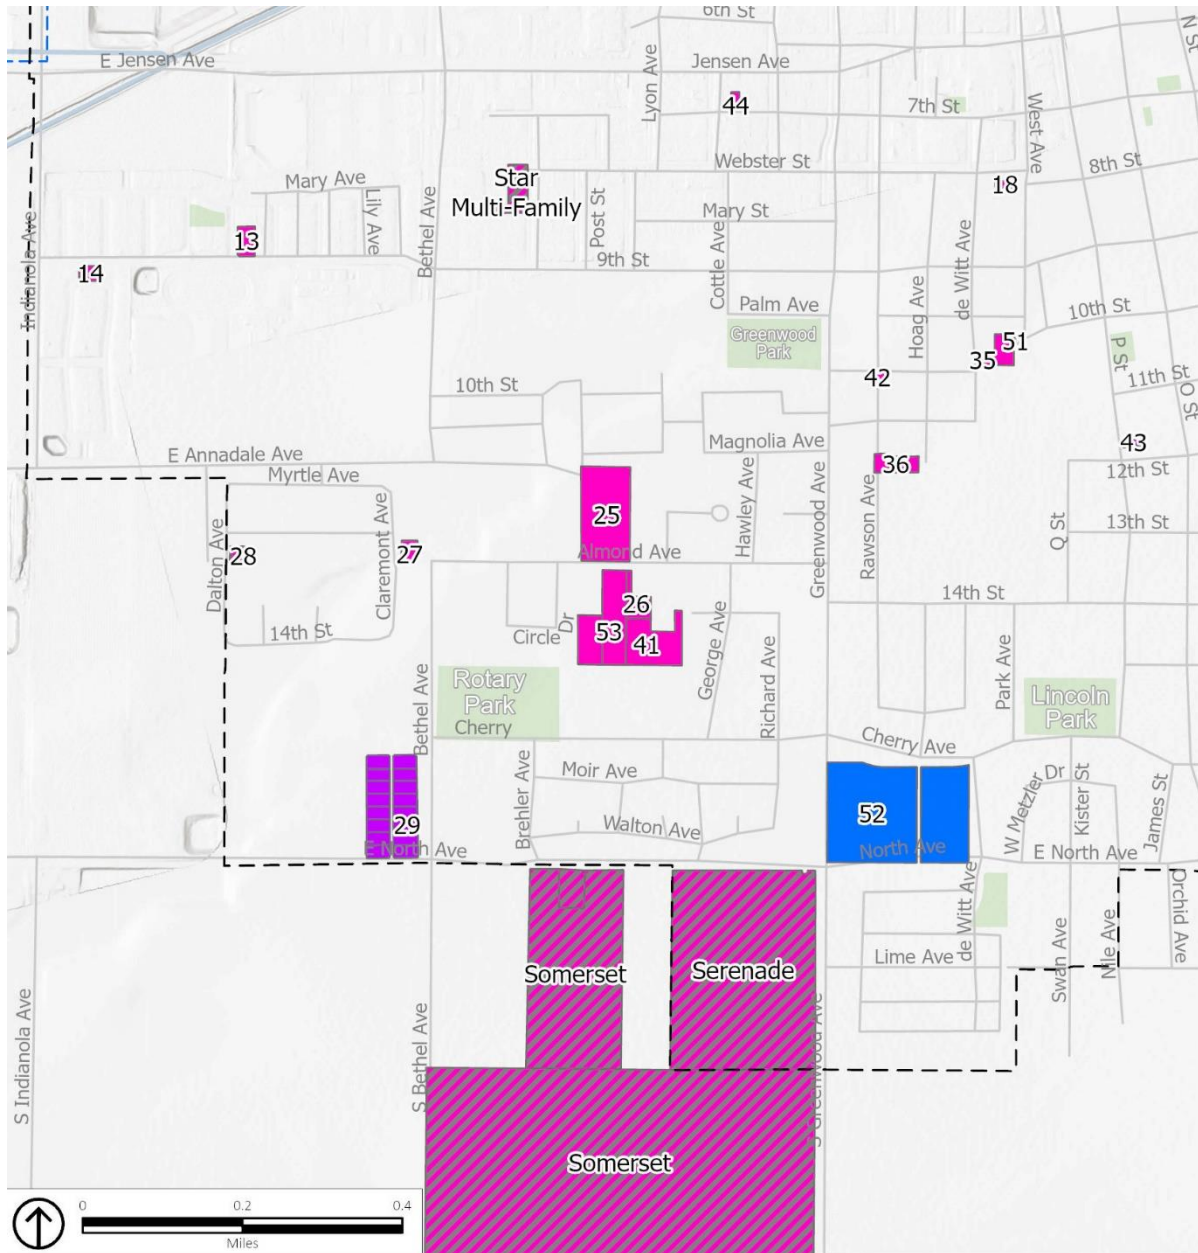 6th St
N St
E Jensen Ave
Jensen Ave
Lyon Ave
44
7th St
West Ave
Webster St
8th St
Star
Multi-Family
Mary Ave
18
Lily Ave
Bethel Ave
Post St
Mary St
Cottle Ave
de Witt Ave
Indianola Ave
13
14
9th St
Hoag Ave
Palm Ave
10th St
Greenwood
Park
51
35
P St
42
11th St
O St
10th St
Magnolia Ave
43
E Annadale Ave
36
12th St
Myrtle Ave
25
Hawley Ave
Greenwood Ave
Rawson Ave
Q St
13th St
Dalton Ave
28
Claremont Ave
27
Almond Ave
14th St
26
14th St
Circle
Dr
53
41
George Ave
Richard Ave
Park Ave
Bethel Ave
Rotary
Park
Lincoln
Park
Cherry
Cherry Ave
Brehler Ave
Moir Ave
W Metzler
Dr
Kister St
James St
52
29
Walton Ave
E North Ave
North Ave
E North Ave
de Witt Ave
Orchid Ave
Swan Ave
Nile Ave
Lime Ave
Somerset
Serenade
S Indianola Ave
S Bethel Ave
S Greenwood Ave
Somerset
0
0.2
0.4
Miles